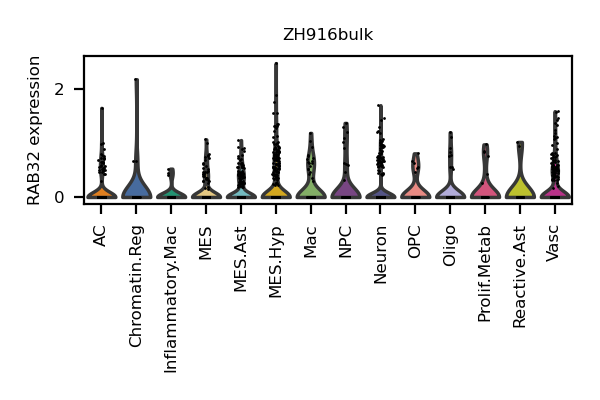 ZH916bulk
RAB32 expression
2
0
AC
Chromatin.Reg
Inflammatory.Mac
MES
MES.Ast
MES.Hyp
Mac
NPC
Neuron
OPC
Oligo
Prolif.Metab
Reactive.Ast
Vasc